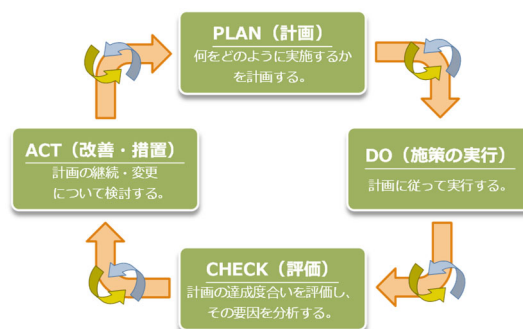 PLAN（計画）
何をどのように実施するか
を計画する。
DO（施策の実行）
計画に従って実行する。
CHECK（評価）
計画の達成度合いを評価し、
その要因を分析する。
ACT（改善・措置）
計画の継続・変更
について検討する。